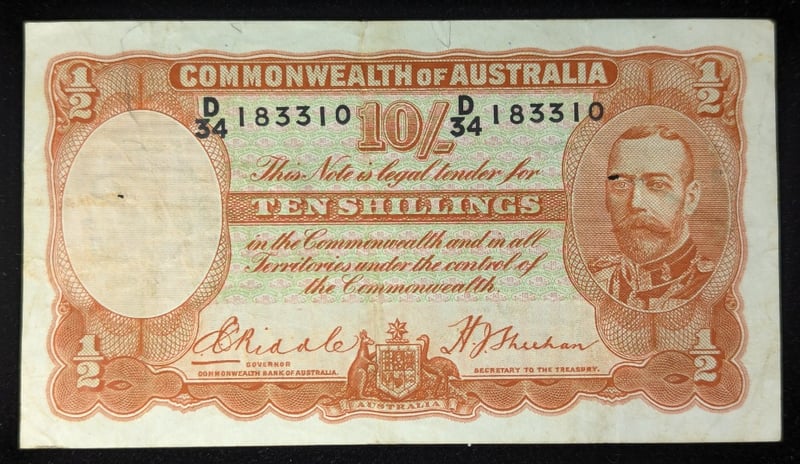 1/2 COMMONWEALTH OF AUSTRALIA 1/2
D/34 183310 10/- D/34 183310
This Note is legal tender for
TEN SHILLINGS
in the Commonwealth and in all
Territories under the control of
the Commonwealth.
E C Riddle H. J. Sheehan
GOVERNOR
COMMONWEALTH BANK OF AUSTRALIA. SECRETARY TO THE TREASURY.
1/2 AUSTRALIA 1/2